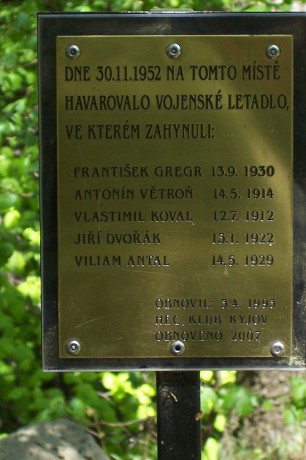 DNE 30.11.1952 NA TOMTO MÍSTĚ
HAVAROVALO VOJENSKÉ LETADLO,
VE KTERÉM ZAHYNULI:
FRANTIŠEK GREGR 13.9. 1930
ANTONÍN VĚTROŇ 14.5. 1914
VLASTIMIL KOVAL 12.7. 1912
JIŘÍ DVOŘÁK 15.1. 1922
VILIAM ANTAL 14.5. 1929
OBNOVIL: 5.4. 1995
REC. KLUB KYJOV
OBNOVENO 2007